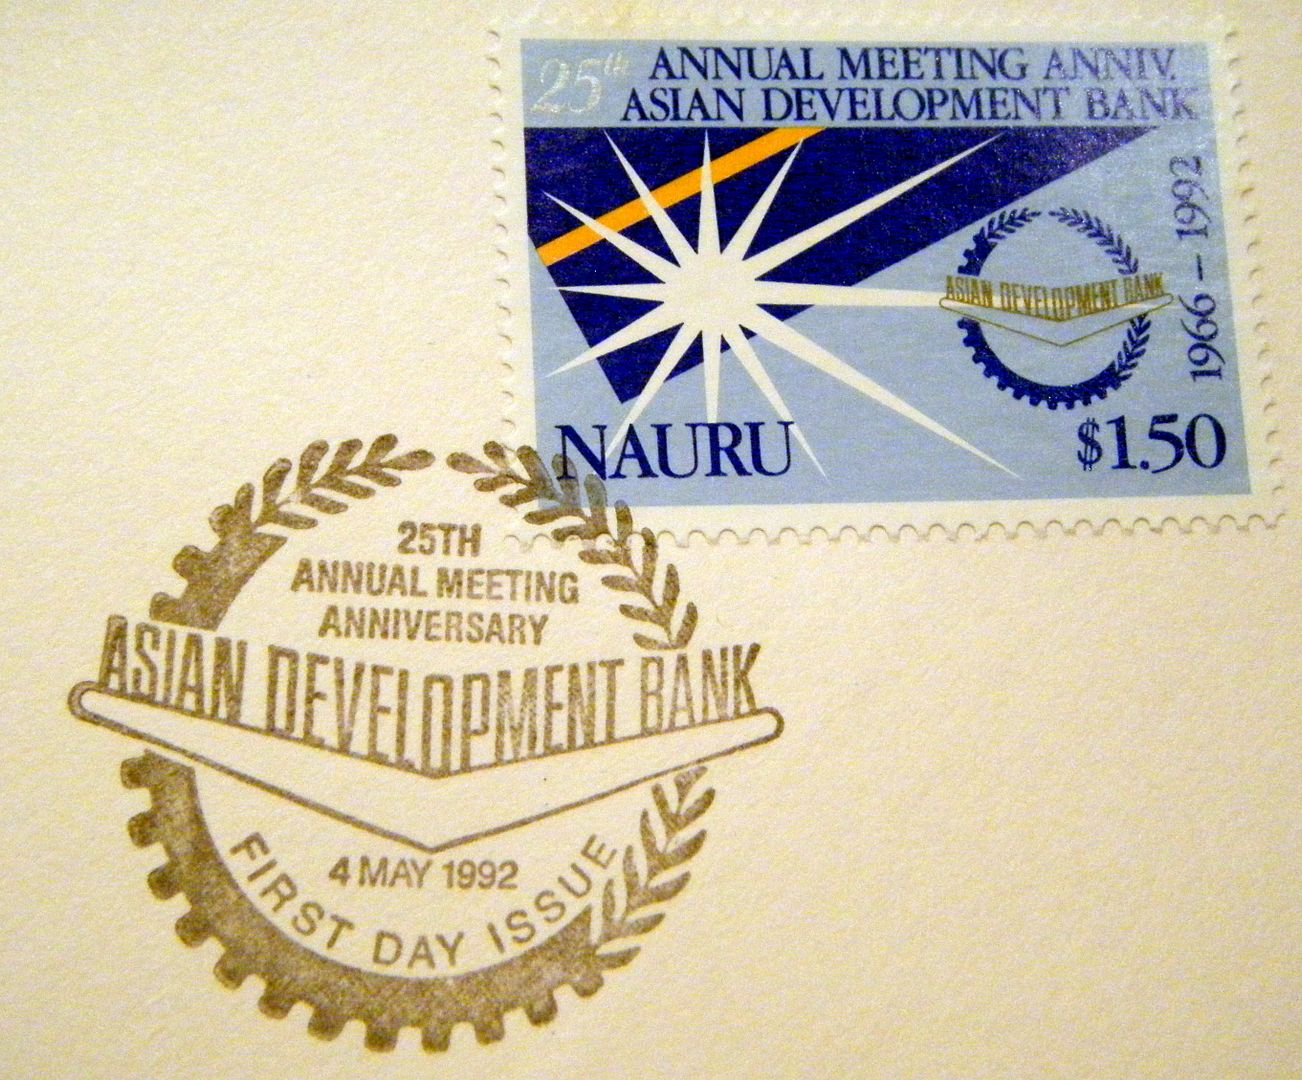 25th ANNUAL MEETING ANNIV.
ASIAN DEVELOPMENT BANK
1966 – 1992
ASIAN DEVELOPMENT BANK
NAURU
$1.50
25TH
ANNUAL MEETING
ANNIVERSARY
ASIAN DEVELOPMENT BANK
4 MAY 1992
FIRST DAY ISSUE